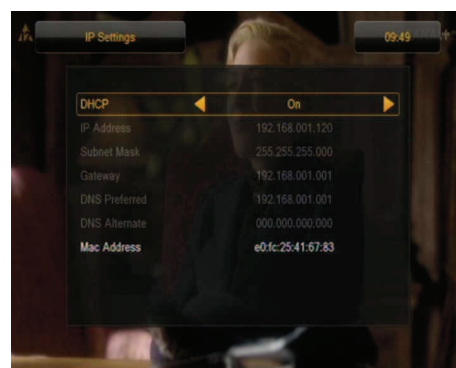 IP Settings
09:49
DHCP On
IP Address 192.168.001.120
Subnet Mask 255.255.255.000
Gateway 192.168.001.001
DNS Preferred 192.168.001.001
DNS Alternate 000.000.000.000
Mac Address e0:fc:25:41:67:83